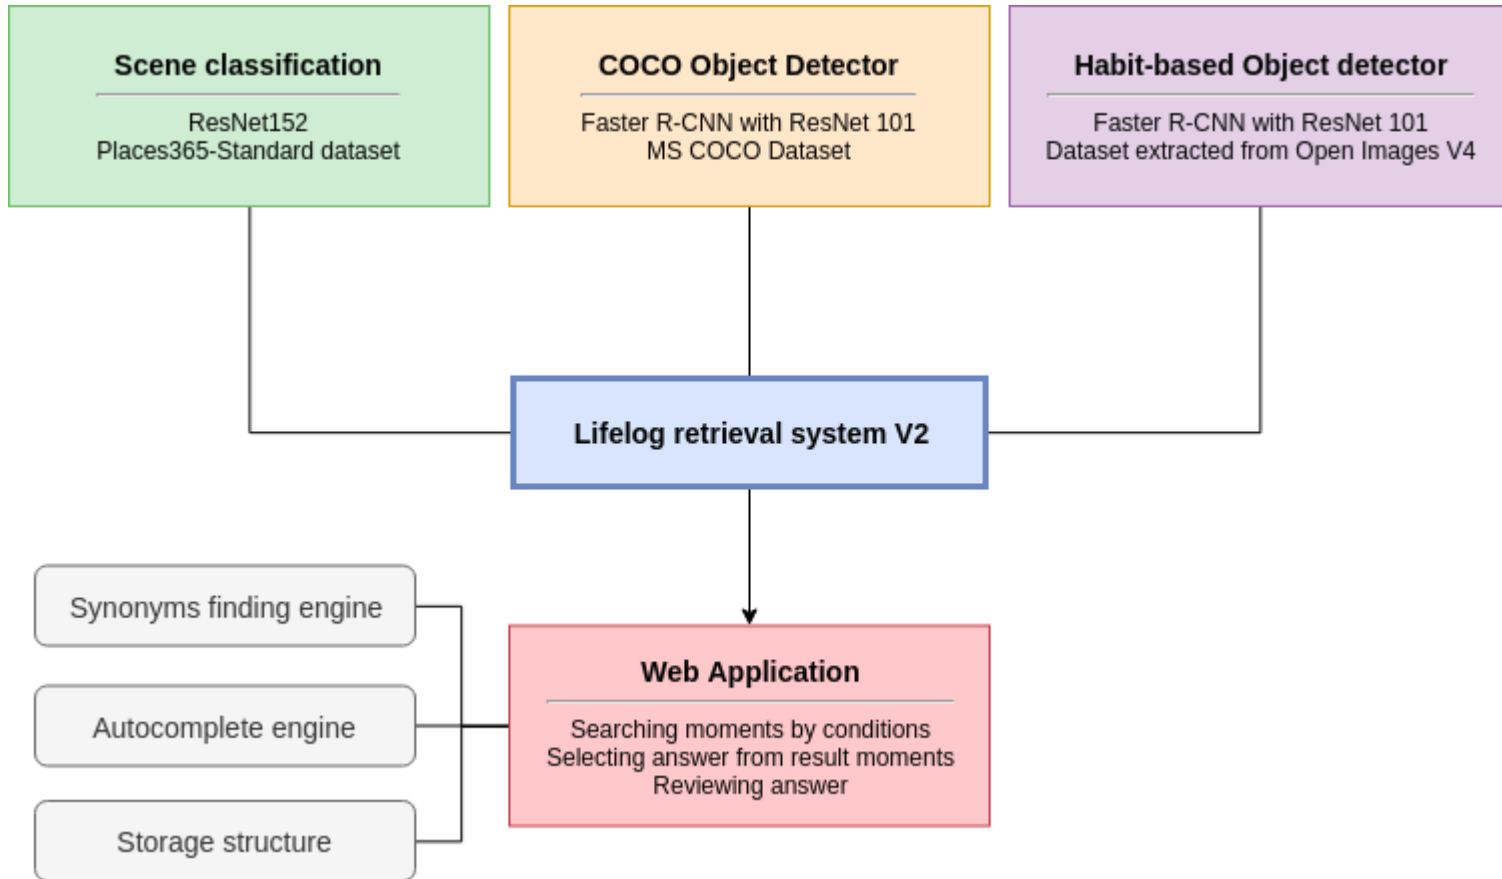 Scene classification
ResNet152
Places365-Standard dataset
COCO Object Detector
Faster R-CNN with ResNet 101
MS COCO Dataset
Habit-based Object detector
Faster R-CNN with ResNet 101
Dataset extracted from Open Images V4
Lifelog retrieval system V2
Synonyms finding engine
Autocomplete engine
Storage structure
Web Application
Searching moments by conditions
Selecting answer from result moments
Reviewing answer